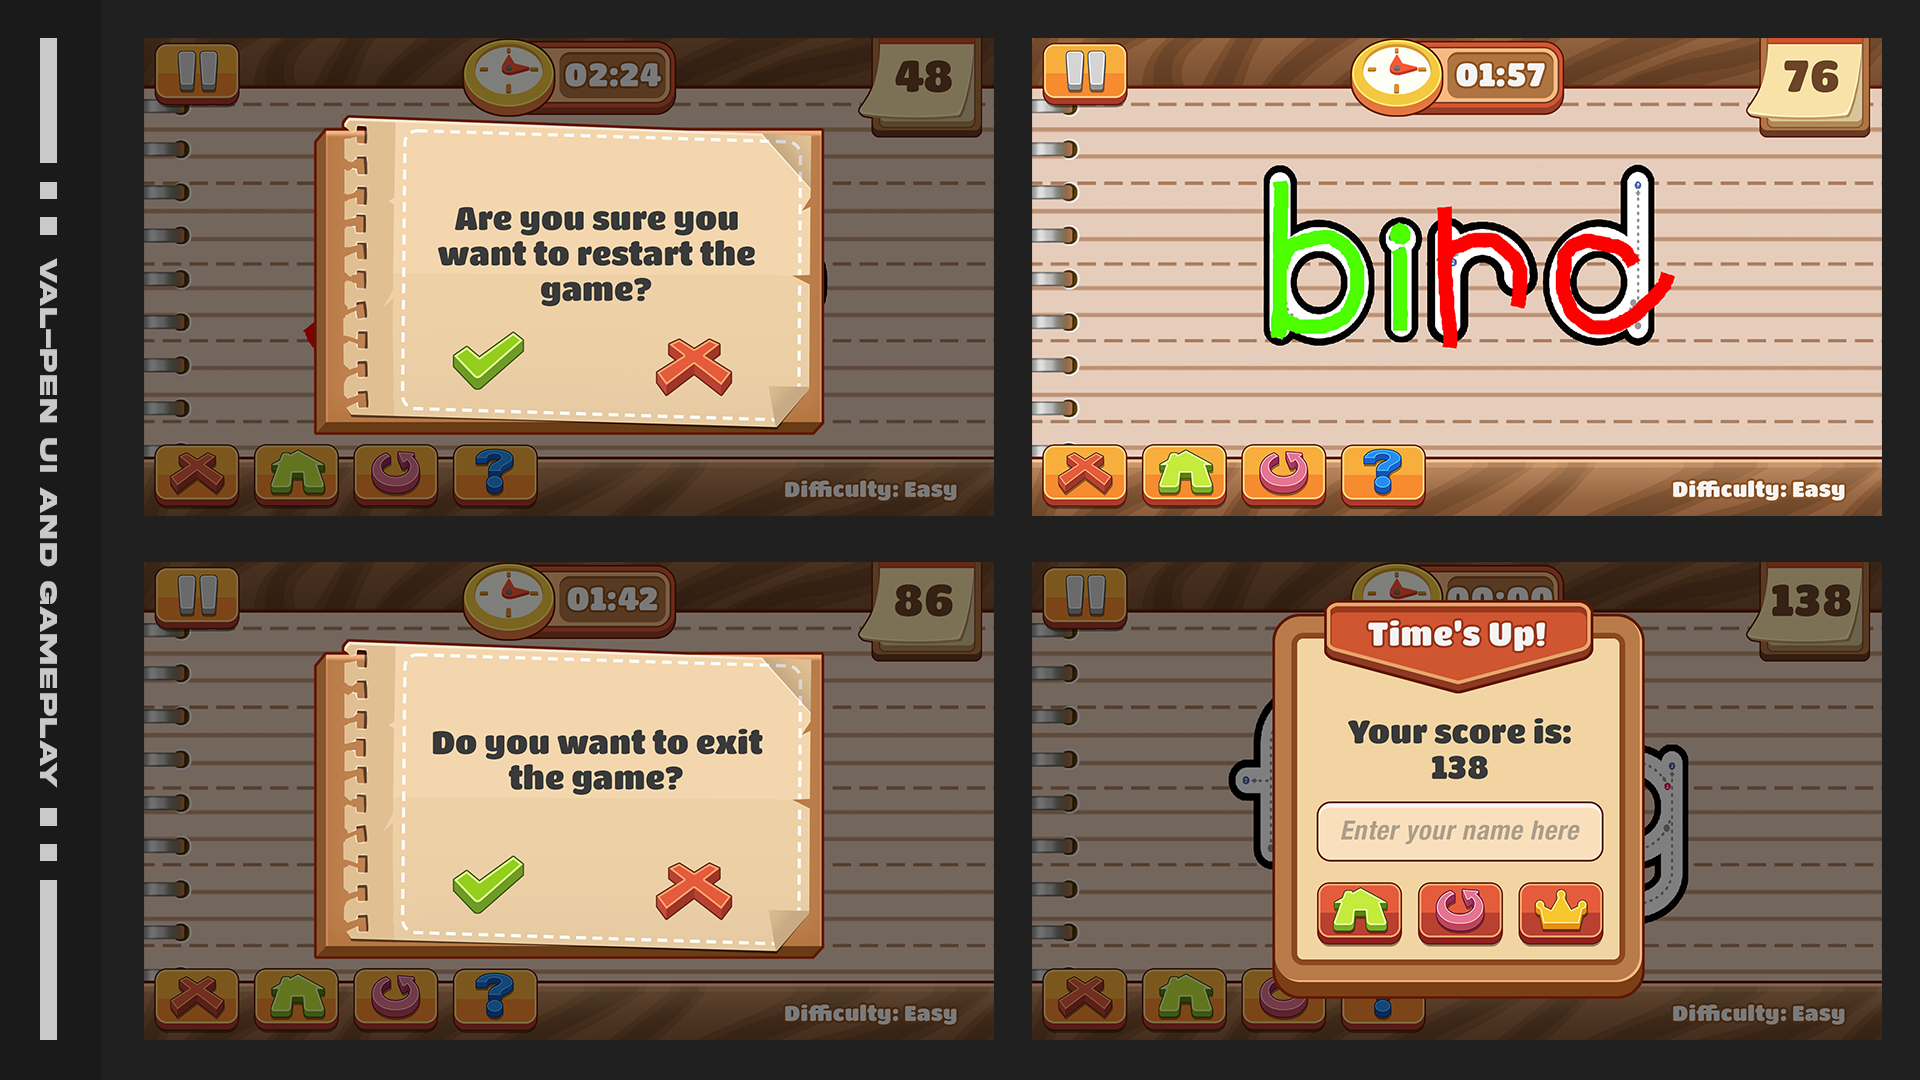 VAL-PEN UI AND GAMEPLAY
02:24
48
Are you sure you
want to restart the
game?
Difficulty: Easy
01:57
76
bird
Difficulty: Easy
01:42
86
Do you want to exit
the game?
Difficulty: Easy
00:00
138
Time's Up!
Your score is:
138
Enter your name here
Difficulty: Easy